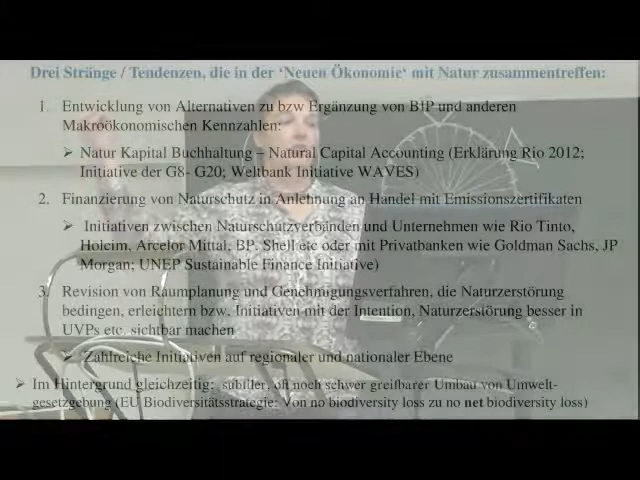 Drei Stränge / Tendenzen, die in der ‘Neuen Ökonomie‘ mit Natur zusammentreffen:
1. Entwicklung von Alternativen zu bzw Ergänzung von BIP und anderen
Makroökonomischen Kennzahlen:
➢ Natur Kapital Buchhaltung – Natural Capital Accounting (Erklärung Rio 2012;
Initiative der G8- G20; Weltbank Initiative WAVES)
2. Finanzierung von Naturschutz in Anlehnung an Handel mit Emissionszertifikaten
➢ Initiativen zwischen Naturschutzverbänden und Unternehmen wie Rio Tinto,
Holcim, Arcelor Mittal, BP, Shell etc oder mit Privatbanken wie Goldman Sachs, JP
Morgan; UNEP Sustainable Finance Initiative)
3. Revision von Raumplanung und Genehmigungsverfahren, die Naturzerstörung
bedingen, erleichtern bzw. Initiativen mit der Intention, Naturzerstörung besser in
UVPs etc. sichtbar machen
➢ Zahlreiche Initiativen auf regionaler und nationaler Ebene
➢ Im Hintergrund gleichzeitig: subtiler, oft noch schwer greifbarer Umbau von Umwelt-
gesetzgebung (EU Biodiversitätsstrategie: Von no biodiversity loss zu no net biodiversity loss)